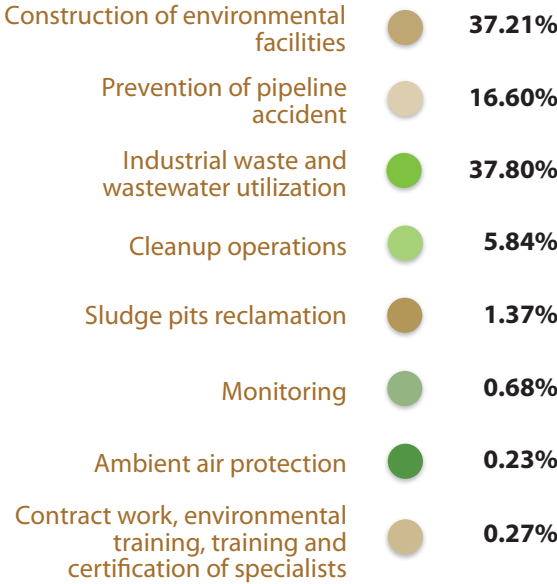 Construction of environmental
facilities
37.21%
Prevention of pipeline
accident
16.60%
Industrial waste and
wastewater utilization
37.80%
Cleanup operations
5.84%
Sludge pits reclamation
1.37%
Monitoring
0.68%
Ambient air protection
0.23%
Contract work, environmental
training, training and
certification of specialists
0.27%